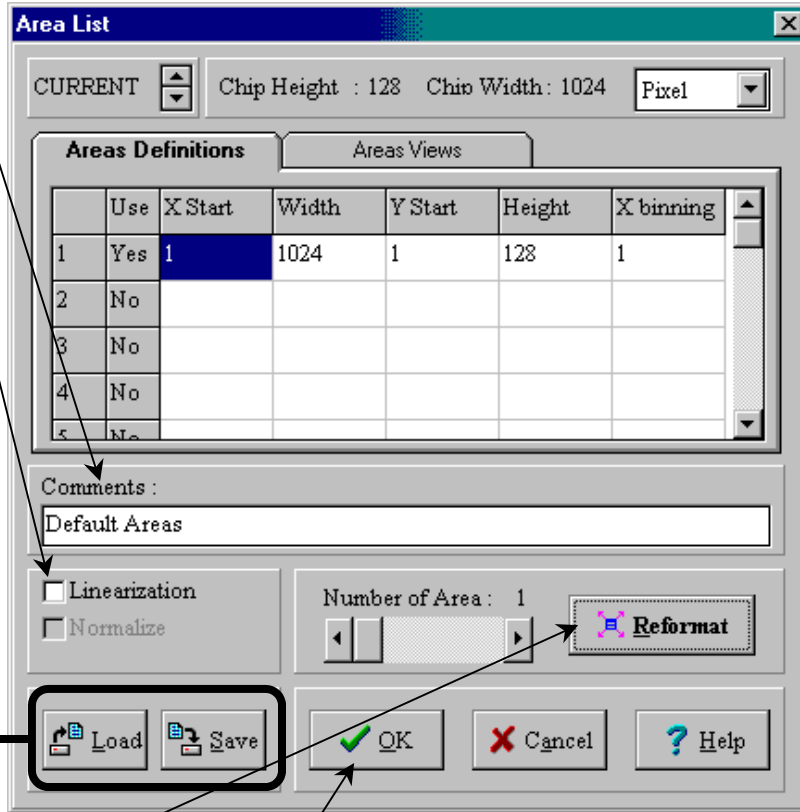 Area List
CURRENT Chip Height : 128 Chip Width : 1024 Pixel
Areas Definitions Areas Views
Use X Start Width Y Start Height X binning
1 Yes 1 1024 1 128 1
2 No
3 No
4 No
5 No
Comments :
Default Areas
Linearization
Number of Area : 1
Normalize
Reformat
Load Save OK Cancel Help